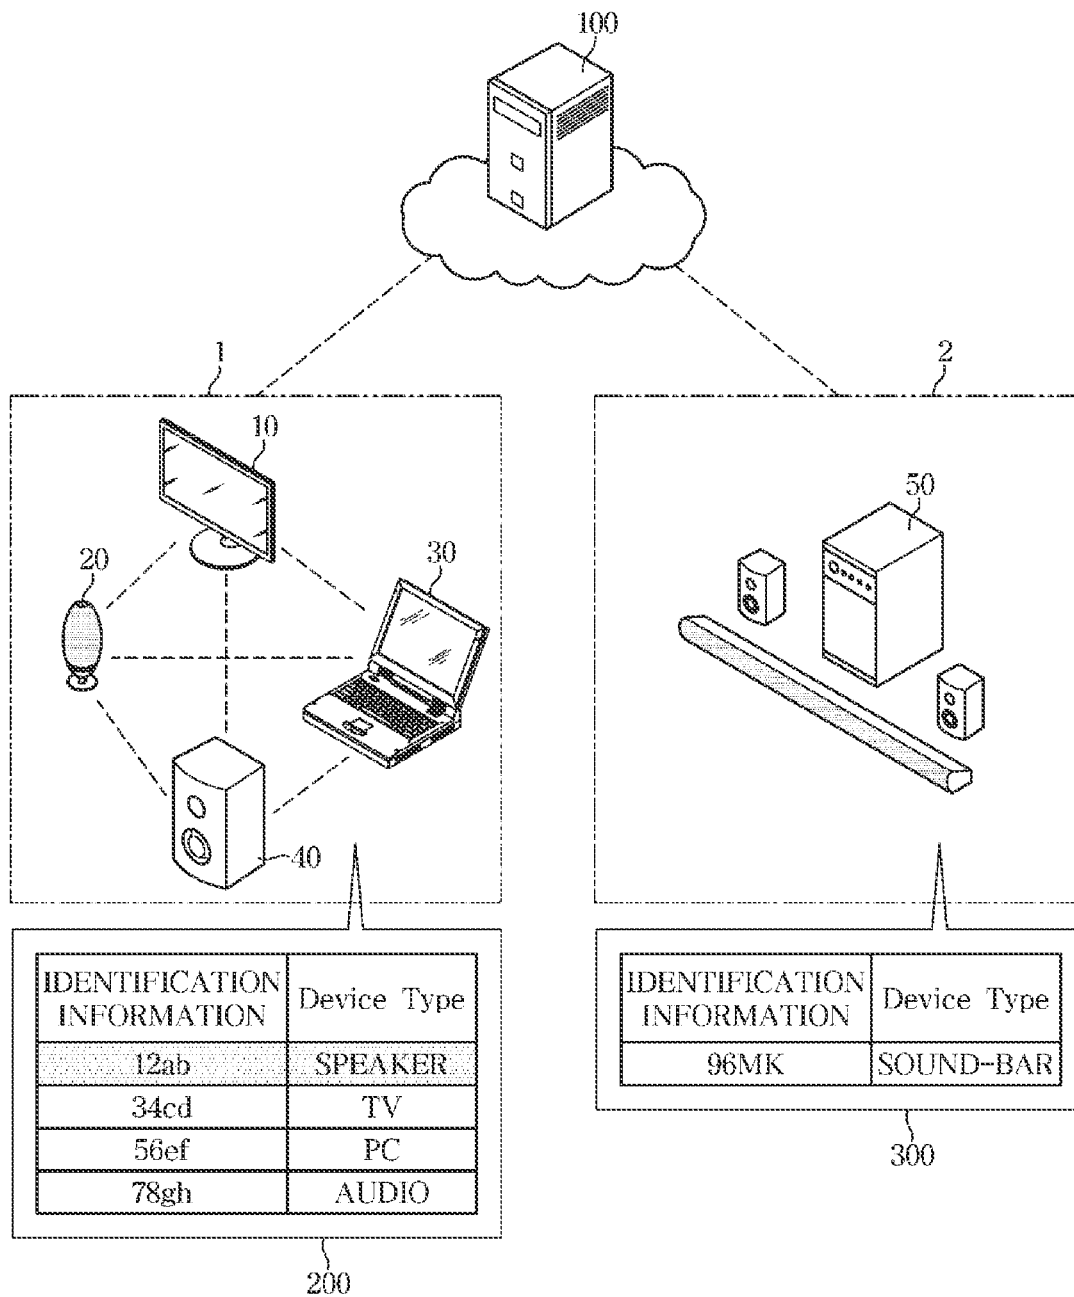 100
1
2
10
20
30
40
50
IDENTIFICATION INFORMATION
Device Type
12ab
SPEAKER
34cd
TV
56ef
PC
78gh
AUDIO
200
IDENTIFICATION INFORMATION
Device Type
96MK
SOUND-BAR
300